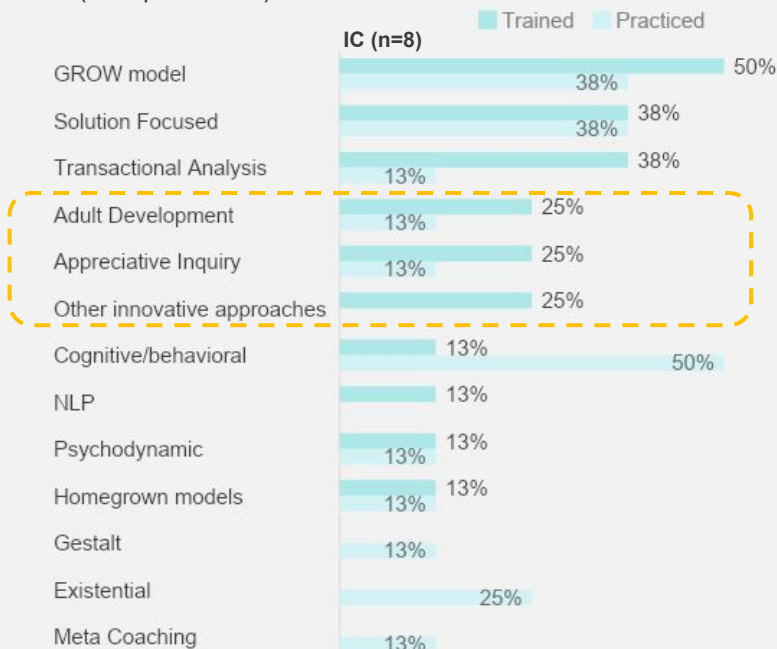 Trained Practiced
IC (n=8)
GROW model 50%
38%
Solution Focused 38%
38%
Transactional Analysis 38%
13%
Adult Development 25%
13%
Appreciative Inquiry 25%
13%
Other innovative approaches 25%
Cognitive/behavioral 13%
50%
NLP 13%
Psychodynamic 13%
13%
Homegrown models 13%
13%
Gestalt 13%
Existential 25%
Meta Coaching 13%